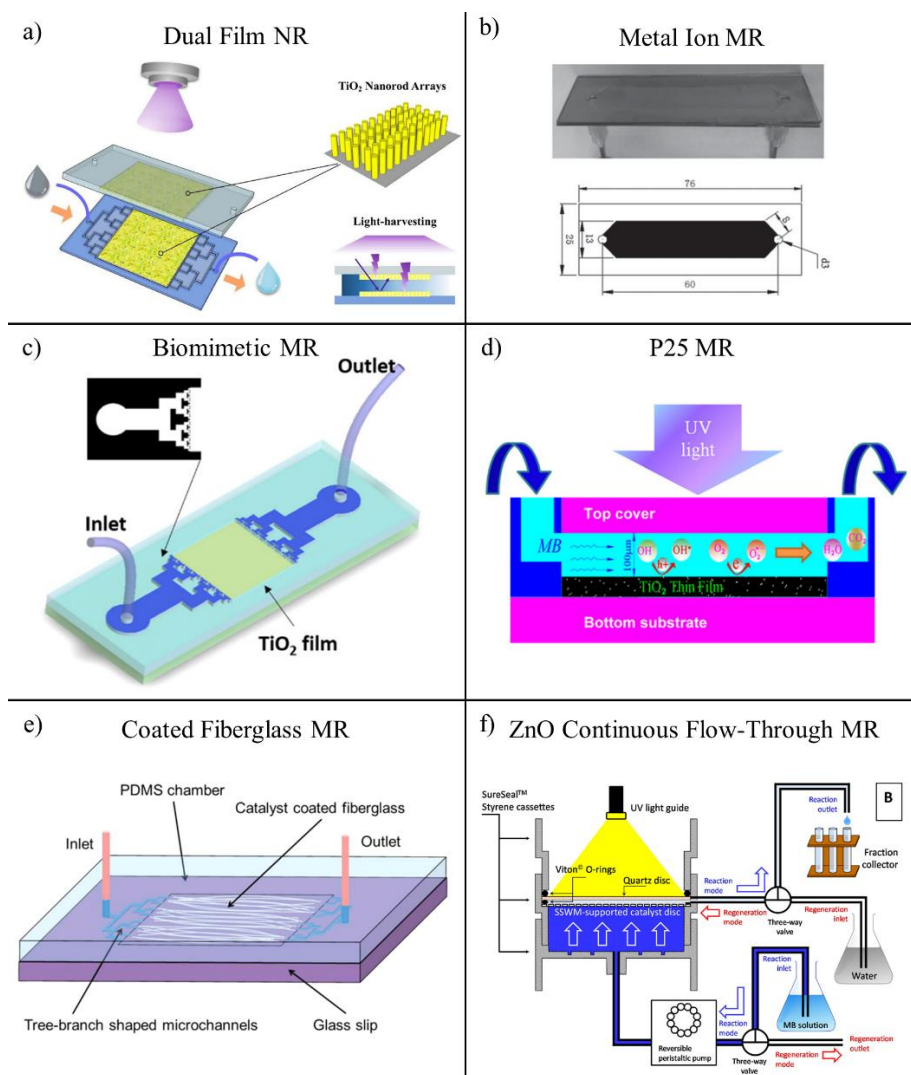 a)
Dual Film NR
TiO₂ Nanorod Arrays
Light-harvesting
b)
Metal Ion MR
76
25
13
8
d3
60
c)
Biomimetic MR
Outlet
Inlet
TiO₂ film
d)
P25 MR
UV
light
Top cover
MB
100μm
OH⁻
OH•
O₂
O₂⁻
H₂O
CO₂
h+
e⁻
TiO₂ Thin Film
Bottom substrate
e)
Coated Fiberglass MR
PDMS chamber
Catalyst coated fiberglass
Inlet
Outlet
Tree-branch shaped microchannels
Glass slip
f)
ZnO Continuous Flow-Through MR
SureSeal™
Styrene cassettes
UV light guide
Reaction
outlet
B
Fraction
collector
Viton© O-rings
Quartz disc
Reaction
mode
SSWM-supported catalyst disc
Regeneration
mode
Three-way
valve
Regeneration
inlet
Water
Reaction
inlet
Reaction
mode
MB solution
Reversible
peristaltic pump
Three-way
valve
Regeneration
mode
Regeneration
outlet